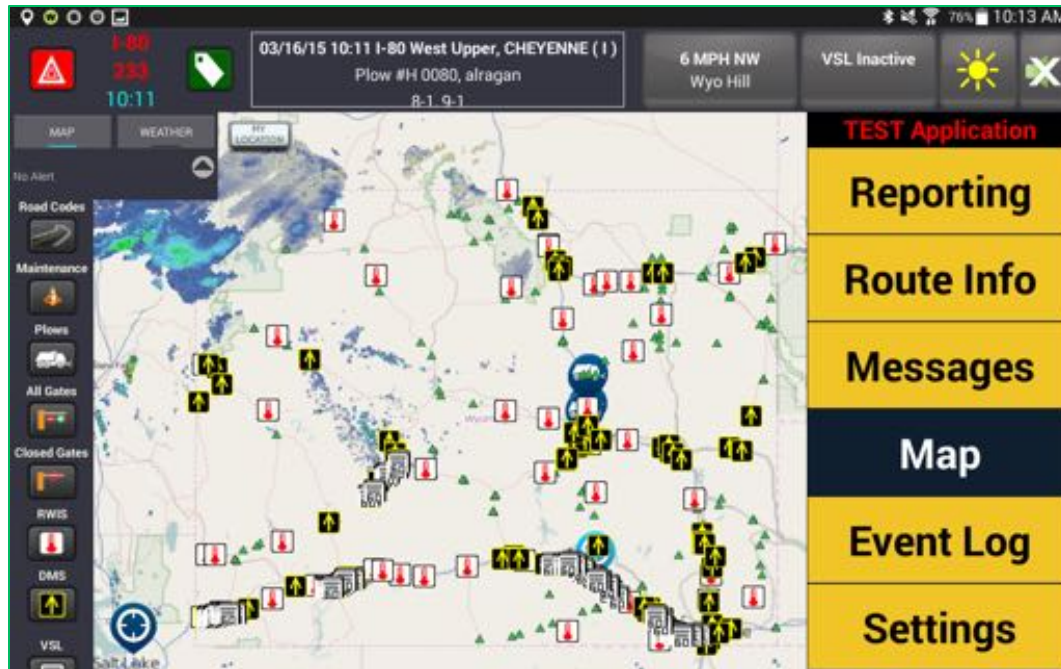 76% 10:13 AM
I-80
233
10:11
03/16/15 10:11 I-80 West Upper, CHEYENNE ( I )
Plow #H 0080, alragan
8-1, 9-1
6 MPH NW
Wyo Hill
VSL Inactive
MAP
WEATHER
MY
LOCATION
No Alert
Road Codes
Maintenance
Plows
All Gates
Closed Gates
RWIS
DMS
VSL
Salt Lake
TEST Application
Reporting
Route Info
Messages
Map
Event Log
Settings